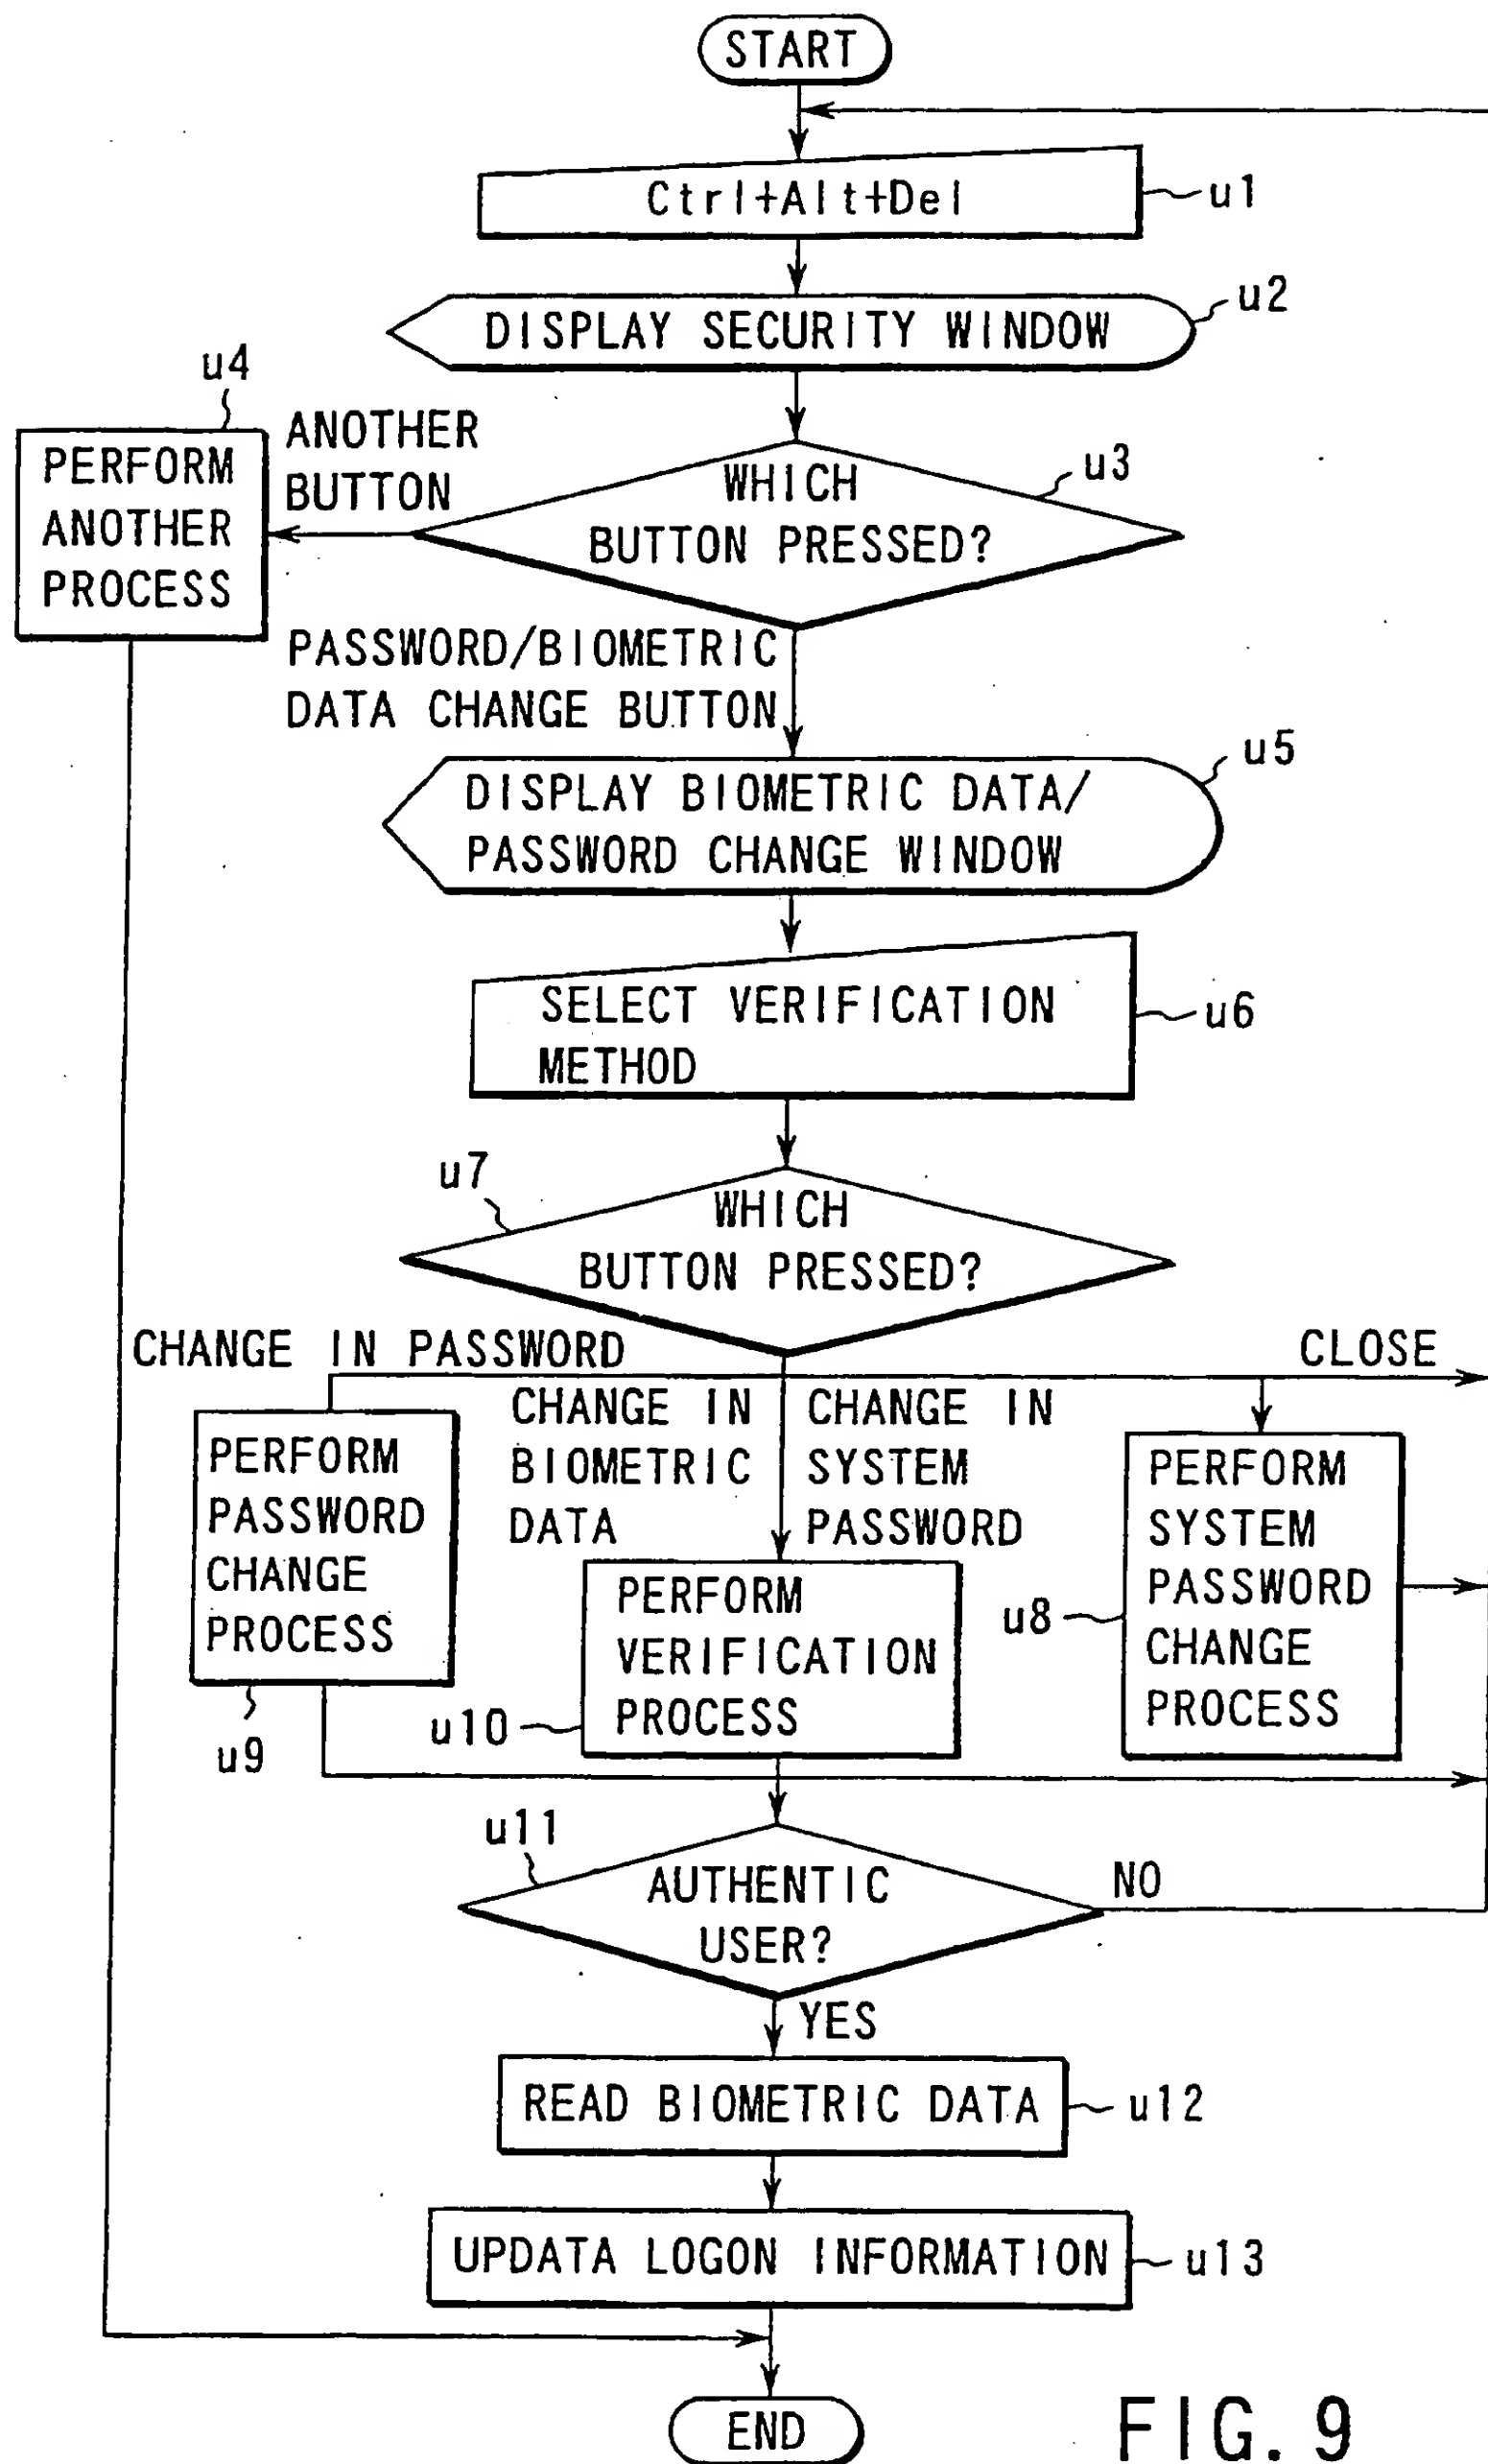 START
Ctrl+Alt+Del
u1
DISPLAY SECURITY WINDOW
u2
u4
PERFORM
ANOTHER
PROCESS
ANOTHER
BUTTON
WHICH
BUTTON PRESSED?
u3
PASSWORD/BIOMETRIC
DATA CHANGE BUTTON
DISPLAY BIOMETRIC DATA/
PASSWORD CHANGE WINDOW
u5
SELECT VERIFICATION
METHOD
u6
u7
WHICH
BUTTON PRESSED?
CHANGE IN PASSWORD
CLOSE
CHANGE IN
BIOMETRIC
DATA
CHANGE IN
SYSTEM
PASSWORD
PERFORM
PASSWORD
CHANGE
PROCESS
u9
PERFORM
VERIFICATION
PROCESS
u10
PERFORM
SYSTEM
PASSWORD
CHANGE
PROCESS
u8
u11
AUTHENTIC
USER?
NO
YES
READ BIOMETRIC DATA
u12
UPDATA LOGON INFORMATION
u13
END
FIG. 9